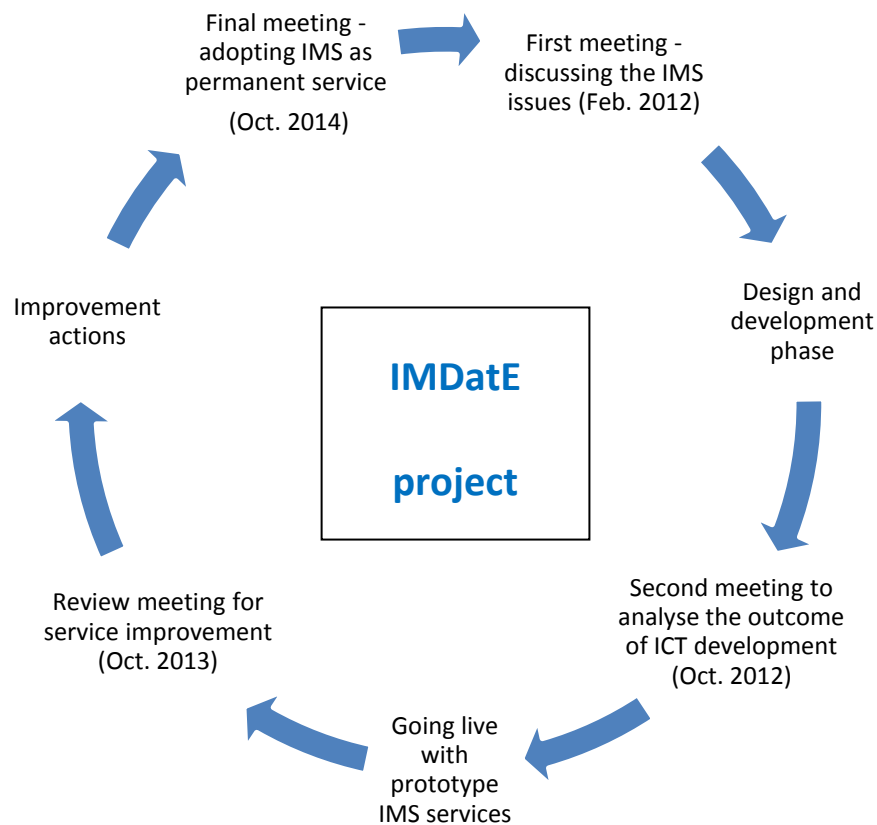 Final meeting -
adopting IMS as
permanent service
(Oct. 2014)
First meeting -
discussing the IMS
issues (Feb. 2012)
Design and
development
phase
Second meeting to
analyse the outcome
of ICT development
(Oct. 2012)
Going live
with
prototype
IMS services
Review meeting for
service improvement
(Oct. 2013)
Improvement
actions
IMDatE
project